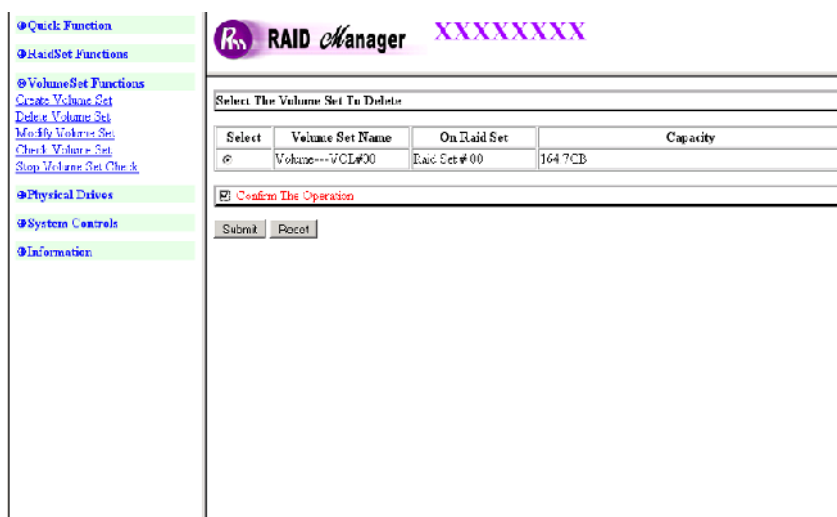 Quick Function
RaidSet Functions
VolumeSet Functions
Create Volume Set
Delete Volume Set
Modify Volume Set
Check Volume Set
Stop Volume Set Check
Physical Drives
System Controls
Information
Rm RAID Manager XXXXXXXX
Select The Volume Set To Delete
Select Volume Set Name On Raid Set Capacity
Volume---VOL#00 Raid Set # 00 164.7GB
Confirm The Operation
Submit Reset